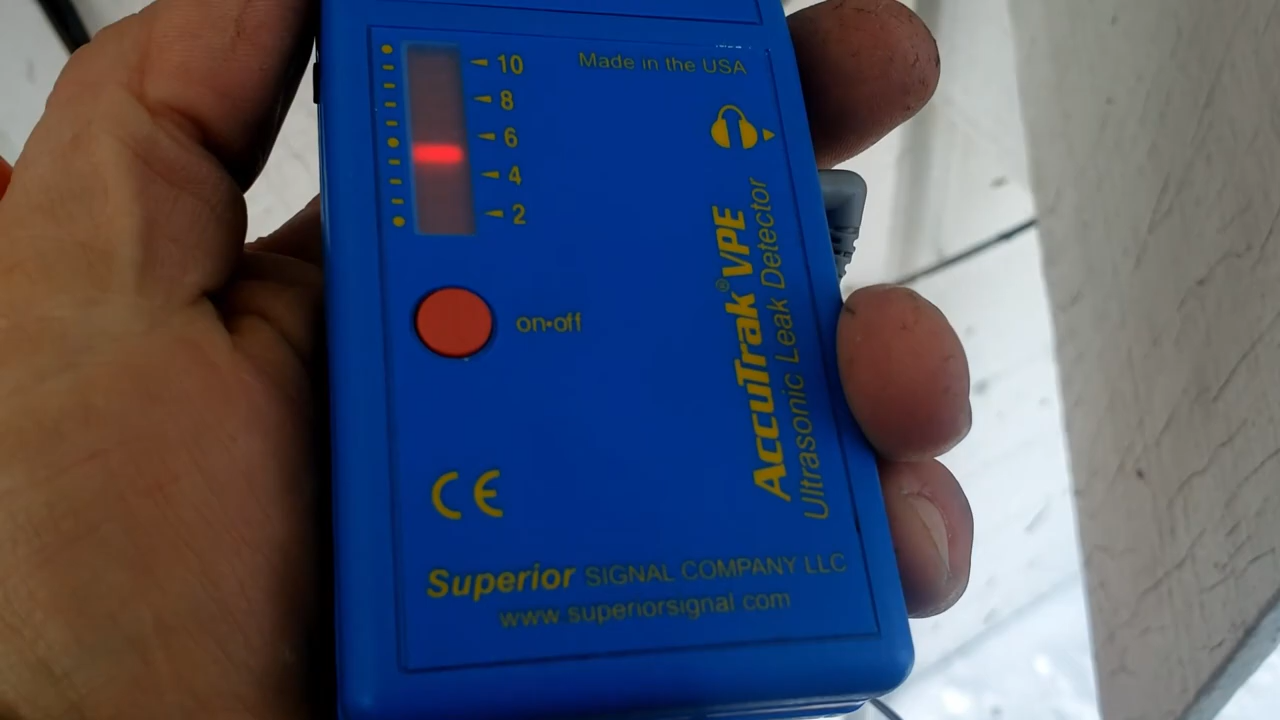 10
8
6
4
2
Made in the USA
on•off
AccuTrak® VPE
Ultrasonic Leak Detector
CE
Superior SIGNAL COMPANY LLC
www.superiorsignal.com